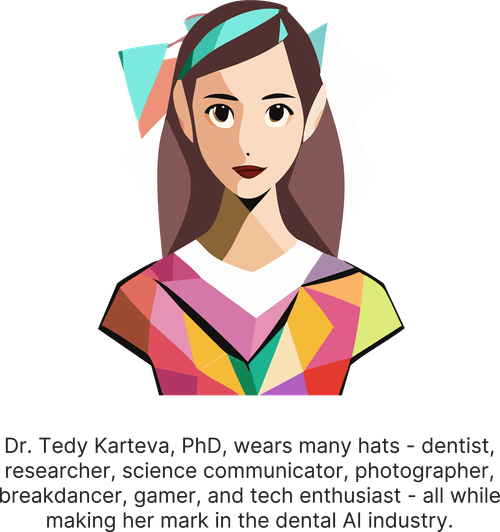 Dr. Tedy Karteva, PhD, wears many hats - dentist,
researcher, science communicator, photographer,
breakdancer, gamer, and tech enthusiast - all while
making her mark in the dental AI industry.